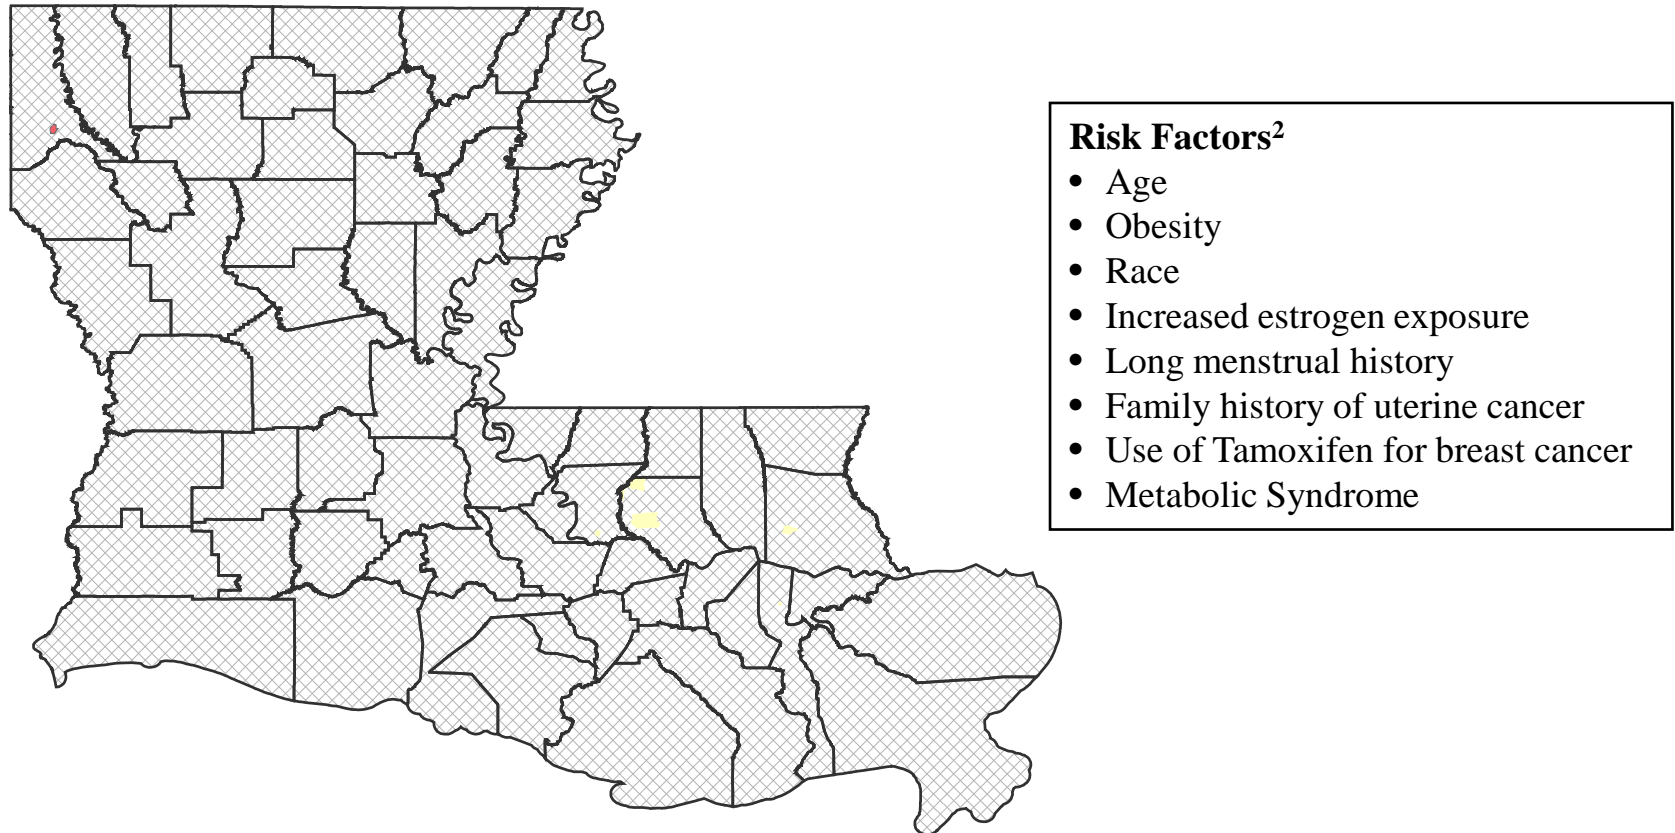 Risk Factors²
• Age
• Obesity
• Race
• Increased estrogen exposure
• Long menstrual history
• Family history of uterine cancer
• Use of Tamoxifen for breast cancer
• Metabolic Syndrome